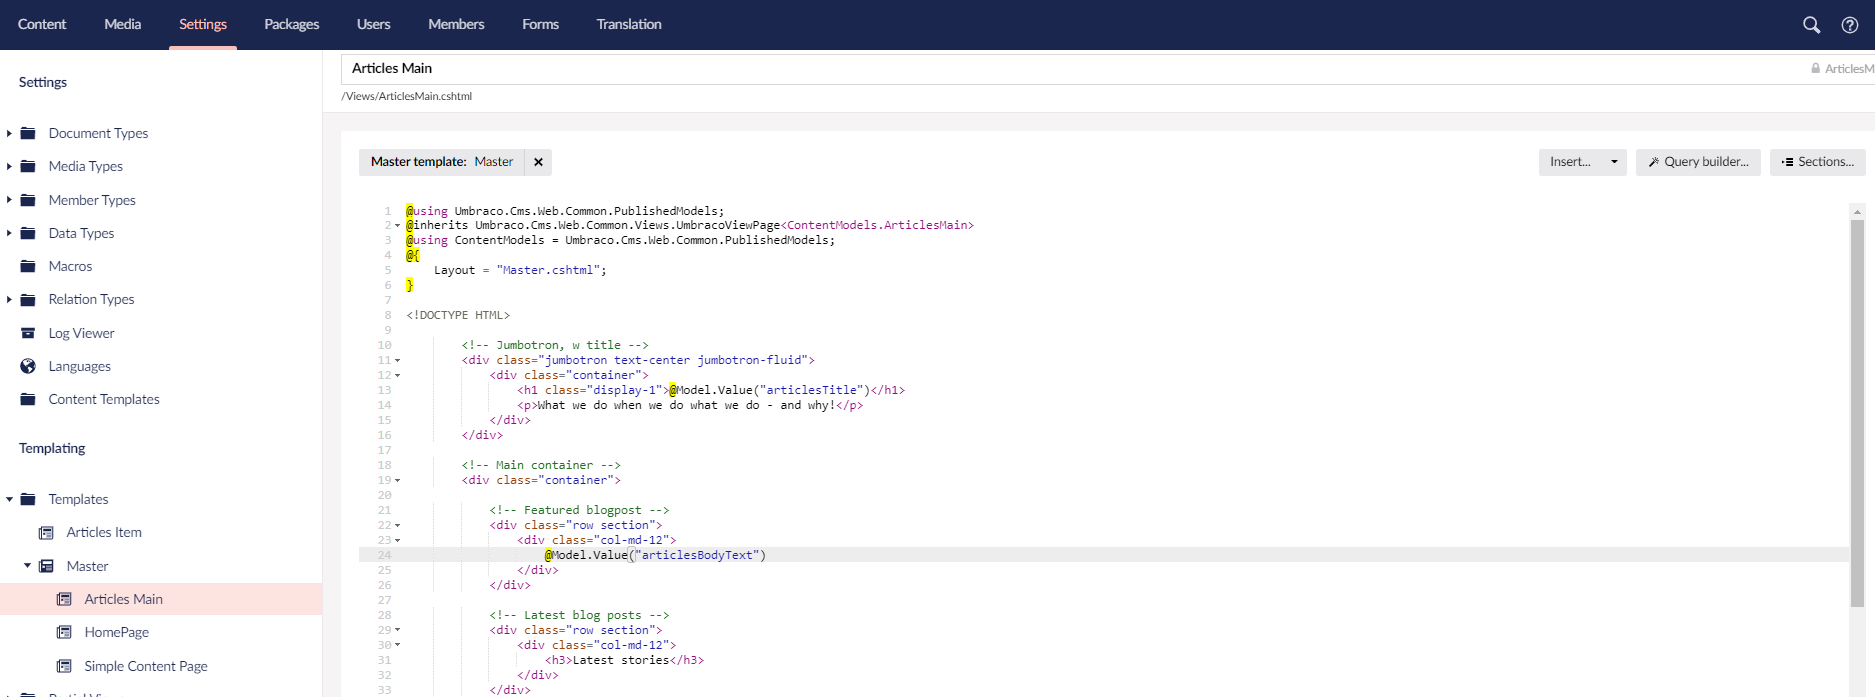 Content Media Settings Packages Users Members Forms Translation
Settings
Document Types
Media Types
Member Types
Data Types
Macros
Relation Types
Log Viewer
Languages
Content Templates
Templating
Templates
Articles Item
Master
Articles Main
HomePage
Simple Content Page
Articles Main
ArticlesM
/Views/ArticlesMain.cshtml
Master template: Master
Insert... Query builder... Sections...
1 @using Umbraco.Cms.Web.Common.PublishedModels;
2 @inherits Umbraco.Cms.Web.Common.Views.UmbracoViewPage<ContentModels.ArticlesMain>
3 @using ContentModels = Umbraco.Cms.Web.Common.PublishedModels;
4 @{
5 Layout = "Master.cshtml";
6 }
7
8 <!DOCTYPE HTML>
9
10 <!-- Jumbotron, w title -->
11 <div class="jumbotron text-center jumbotron-fluid">
12 <div class="container">
13 <h1 class="display-1">@Model.Value("articlesTitle")</h1>
14 <p>What we do when we do what we do - and why!</p>
15 </div>
16 </div>
17
18 <!-- Main container -->
19 <div class="container">
20
21 <!-- Featured blogpost -->
22 <div class="row section">
23 <div class="col-md-12">
24 @Model.Value("articlesBodyText")
25 </div>
26 </div>
27
28 <!-- Latest blog posts -->
29 <div class="row section">
30 <div class="col-md-12">
31 <h3>Latest stories</h3>
32 </div>
33 </div>